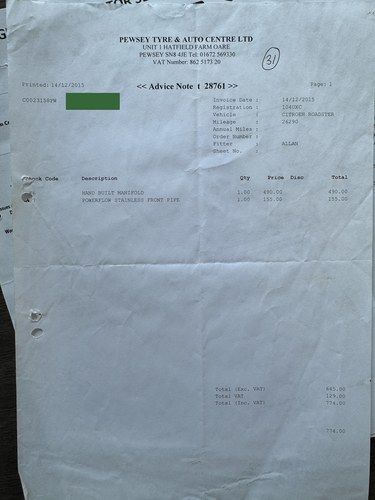 PEWSEY TYRE & AUTO CENTRE LTD
UNIT 1 HATFIELD FARM OARE
PEWSEY SN8 4JE Tel: 01672 569330
VAT Number: 862 5173 20
31
Printed: 14/12/2015
<< Advice Note t 28761 >>
Page: 1
Invoice Date : 14/12/2015
Registration :
Vehicle : CITROEN ROADSTER
Mileage : 26290
Annual Miles:
Order Number :
Fitter : ALLAN
Sheet No. :
Stock Code Description Qty Price Disc Total
HAND BUILT MANIFOLD 1.00 490.00 490.00
POWERFLOW STAINLESS FRONT PIPE 1.00 155.00 155.00
Total (Exc. VAT) 645.00
Total VAT 129.00
Total (Inc. VAT) 774.00
774.00